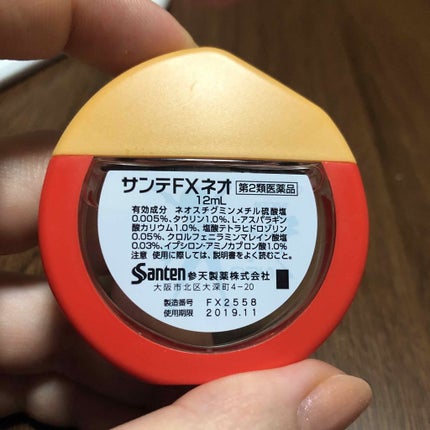 サンテFXネオ 第2類医薬品
12mL
有効成分 ネオスチグミンメチル硫酸塩
0.005%、タウリン1.0%、L-アスパラギン
酸カリウム1.0%、塩酸テトラヒドロゾリン
0.05%、クロルフェニラミンマレイン酸塩
0.03%、イプシロン-アミノカプロン酸1.0%
注意 使用に際しては、説明書をよく読むこと。
Santen 参天製薬株式会社
大阪市北区大深町4-20
製造番号 FX2558
使用期限 2019.11